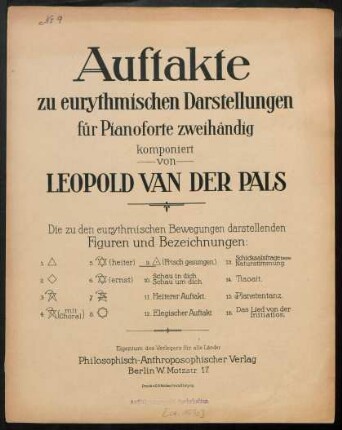 № 9
Auftakte
zu eurythmischen Darstellungen
für Pianoforte zweihändig
komponiert
von
LEOPOLD VAN DER PALS
Die zu den eurythmischen Bewegungen darstellenden
Figuren und Bezeichnungen:
1.
2.
3.
4. (mit Choral)
5. (heiter)
6. (ernst)
7.
8.
9. (frisch gesungen.)
10. Schau in dich Schau um dich.
11. Heiterer Auftakt.
12. Elegischer Auftakt
13. Schicksalsfrage Naturstimmung.
14. Tiaoait.
15. Planetentanz.
16. Das Lied von der Initiation.
Eigentum des Verlegers für alle Länder
Philosophisch-Anthroposophischer Verlag
Berlin W. Motzstr. 17.